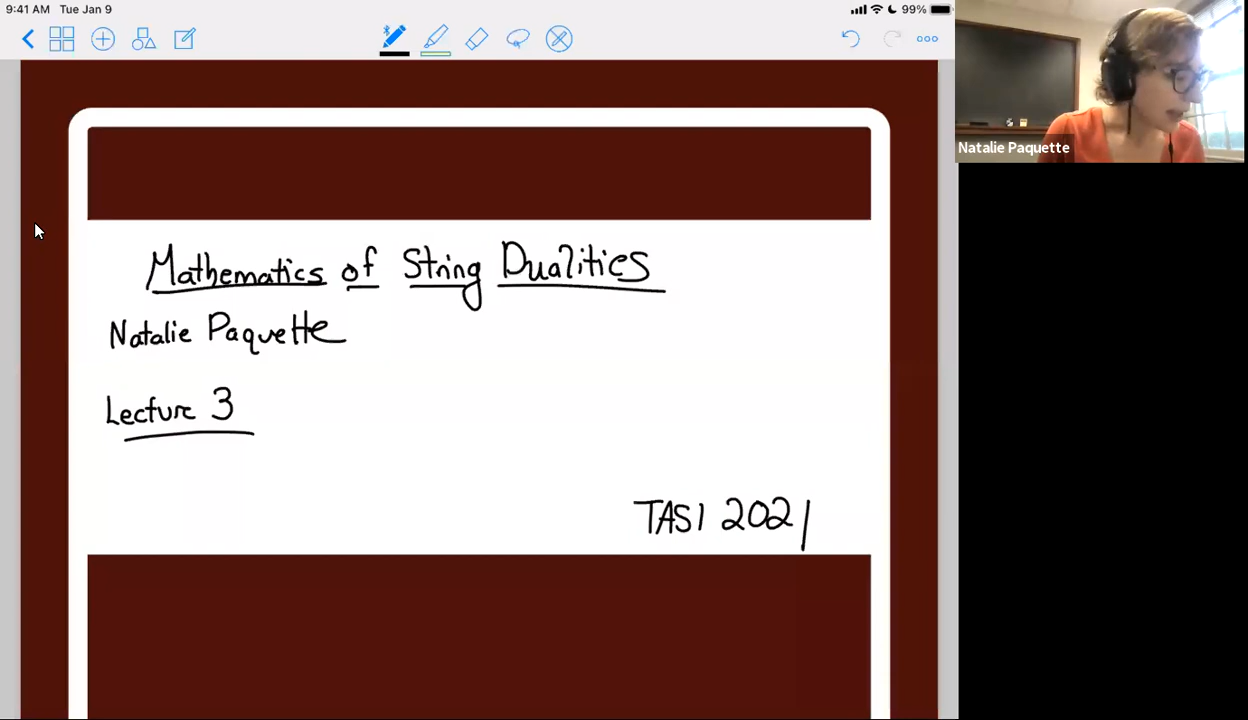 9:41 AM Tue Jan 9
99%
Natalie Paquette
Mathematics of String Dualities
Natalie Paquette
Lecture 3
TASI 2021